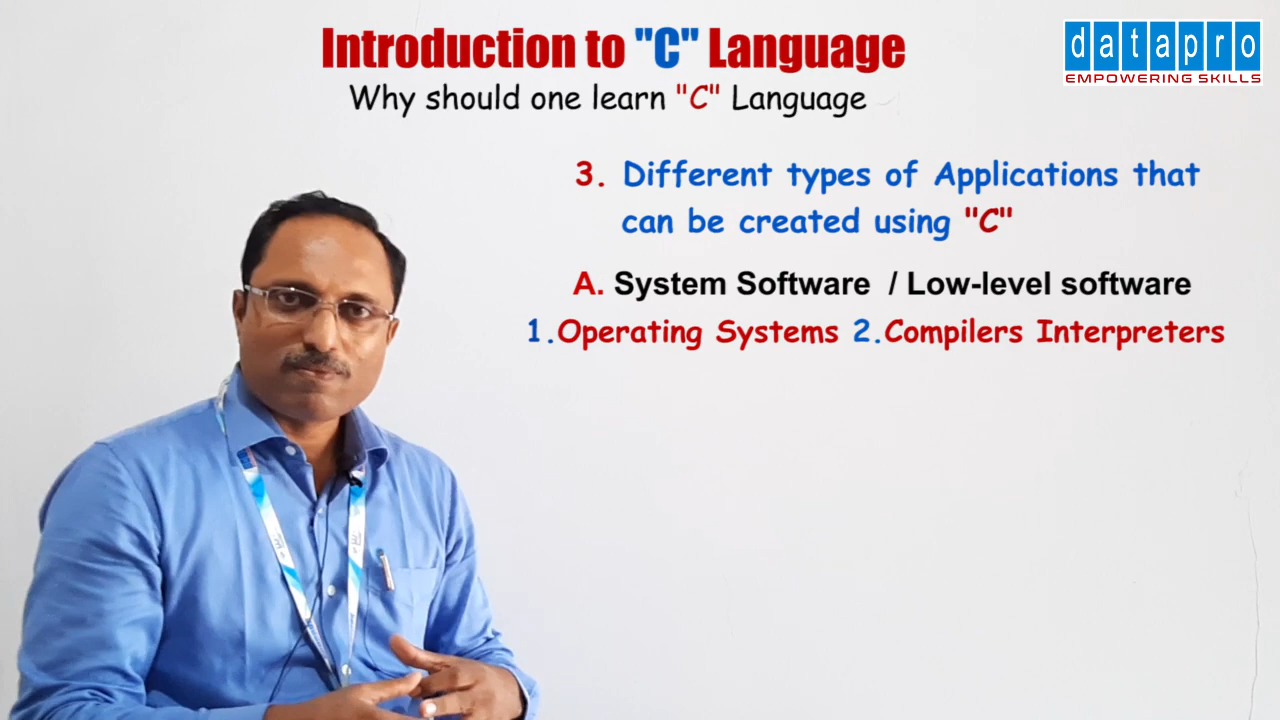 Introduction to "C" Language
datapro
EMPOWERING SKILLS
Why should one learn "C" Language
3. Different types of Applications that
can be created using "C"
A. System Software / Low-level software
1.Operating Systems 2.Compilers Interpreters